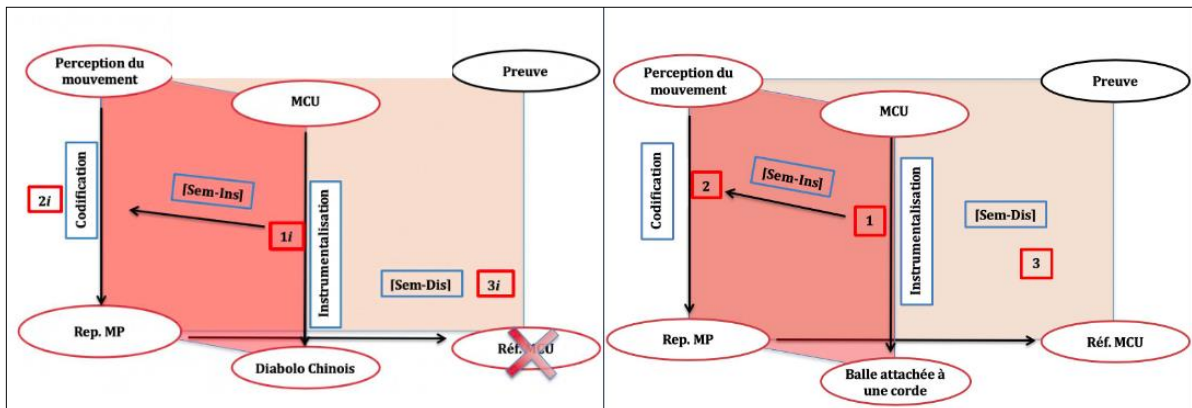 Perception du
mouvement
Preuve
MCU
Codification
[Sem-Ins]
2i
1i
Instrumentalisation
[Sem-Dis]
3i
Rep. MP
Réf. MCU
Diabolo Chinois
Perception du
mouvement
Preuve
MCU
Codification
2
[Sem-Ins]
1
Instrumentalisation
[Sem-Dis]
3
Rep. MP
Réf. MCU
Balle attachée à
une corde